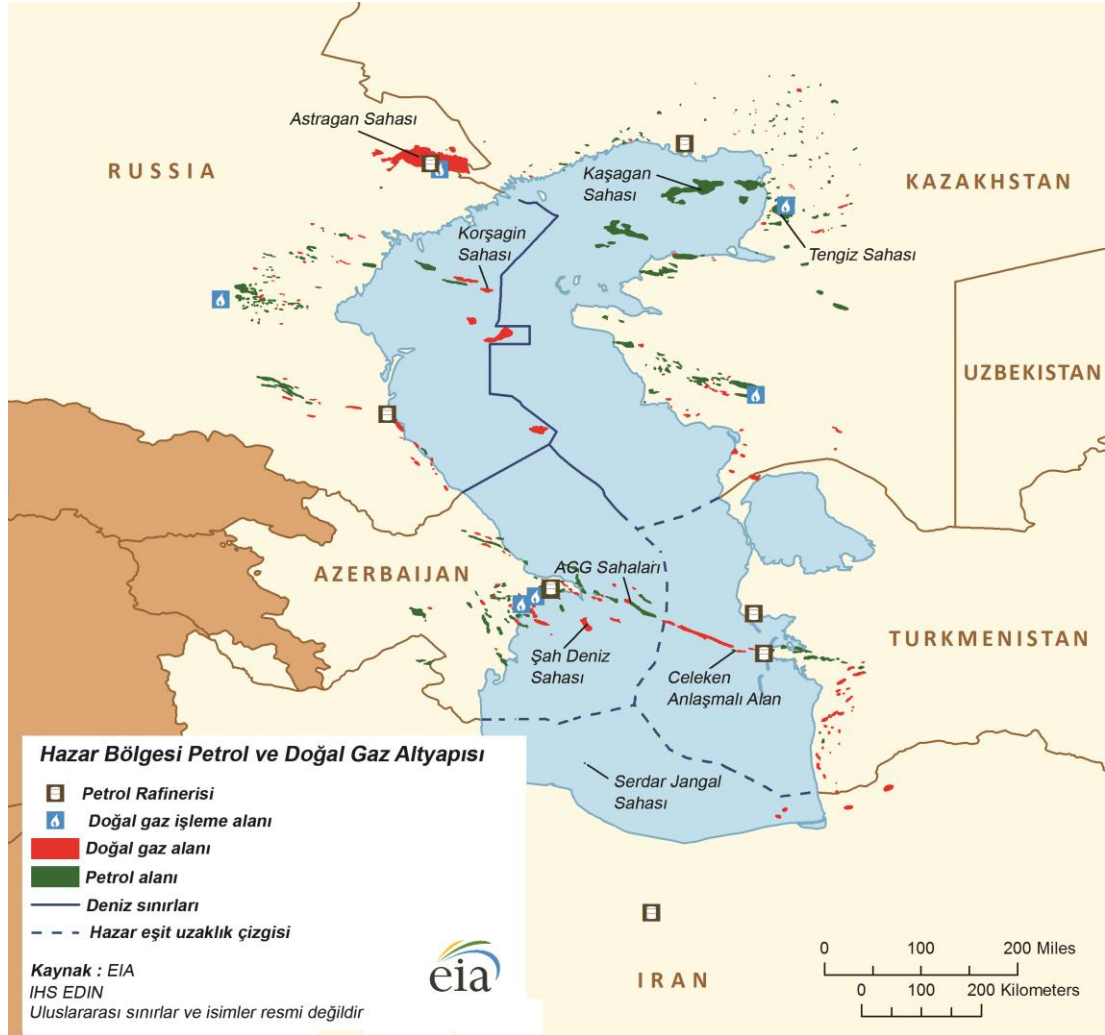 Astragan Sahası
RUSSIA
Kaşagan
Sahası
KAZAKHSTAN
Korşagin
Sahası
Tengiz Sahası
UZBEKISTAN
AZERBAIJAN
ACG Sahaları
Şah Deniz
Sahası
Celeken
Anlaşmalı Alan
TURKMENISTAN
Serdar Jangal
Sahası
IRAN
Hazar Bölgesi Petrol ve Doğal Gaz Altyapısı
Petrol Rafinerisi
Doğal gaz işleme alanı
Doğal gaz alanı
Petrol alanı
Deniz sınırları
Hazar eşit uzaklık çizgisi
Kaynak : EIA
IHS EDIN
Uluslararası sınırlar ve isimler resmi değildir
eia
0 100 200 Miles
0 100 200 Kilometers